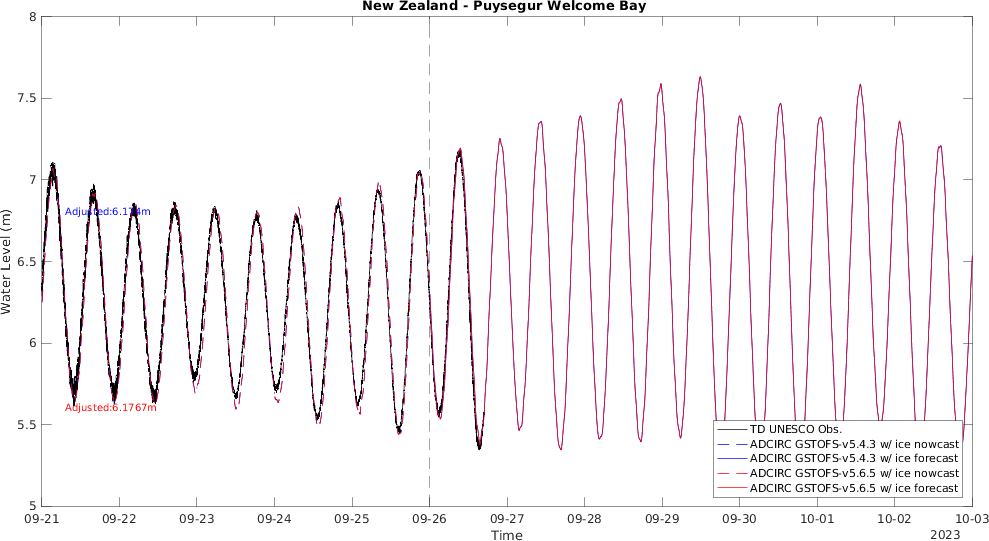 New Zealand - Puysegur Welcome Bay
8
7.5
7
6.5
6
5.5
5
Water Level (m)
Adjusted:6.174m
Adjusted:6.1767m
TD UNESCO Obs.
ADCIRC GSTOFS-v5.4.3 w/ ice nowcast
ADCIRC GSTOFS-v5.4.3 w/ ice forecast
ADCIRC GSTOFS-v5.6.5 w/ ice nowcast
ADCIRC GSTOFS-v5.6.5 w/ ice forecast
09-21 09-22 09-23 09-24 09-25 09-26 09-27 09-28 09-29 09-30 10-01 10-02 10-03
Time
2023